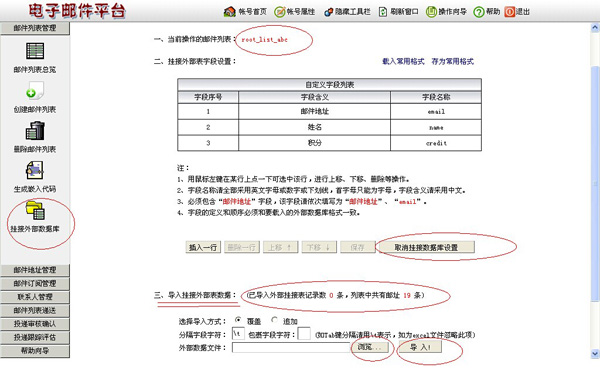 电子邮件平台
帐号首页 帐号属性 隐藏工具栏 刷新窗口 操作向导 帮助 退出
邮件列表管理
邮件列表总览
创建邮件列表
删除邮件列表
生成嵌入代码
挂接外部数据库
邮件地址管理
邮件订阅管理
联系人管理
邮件列表递送
投递审核确认
投递跟踪评估
帮助向导
一、当前操作的邮件列表:root_list_abc
二、挂接外部表字段设置: 载入常用格式 存为常用格式
自定义字段列表
字段序号 字段含义 字段名称
1 邮件地址 email
2 姓名 name
3 积分 credit
注:
1、用鼠标左键在某行上点一下可选中该行,进行上移、下移、删除等操作。
2、字段名称请全部采用英文字母或数字或下划线,首字母只能为字母,字段含义请采用中文。
3、必须包含“邮件地址”字段,该字段请依次填写为“邮件地址”、“email”。
4、字段的定义和顺序必须和要载入的外部数据库格式一致。
插入一行 删除一行 上移 ↑ 下移 ↓ 保存 取消挂接数据库设置
三、导入挂接外部表数据: (已导入外部挂接表记录数 0 条,列表中共有邮址 19 条)
选择导入方式: 覆盖 追加
分隔字段字符: \t 包裹字段字符: (如Tab键分隔请用\t表示,如为excel文件忽略此项)
外部数据文件: 浏览... 导 入!